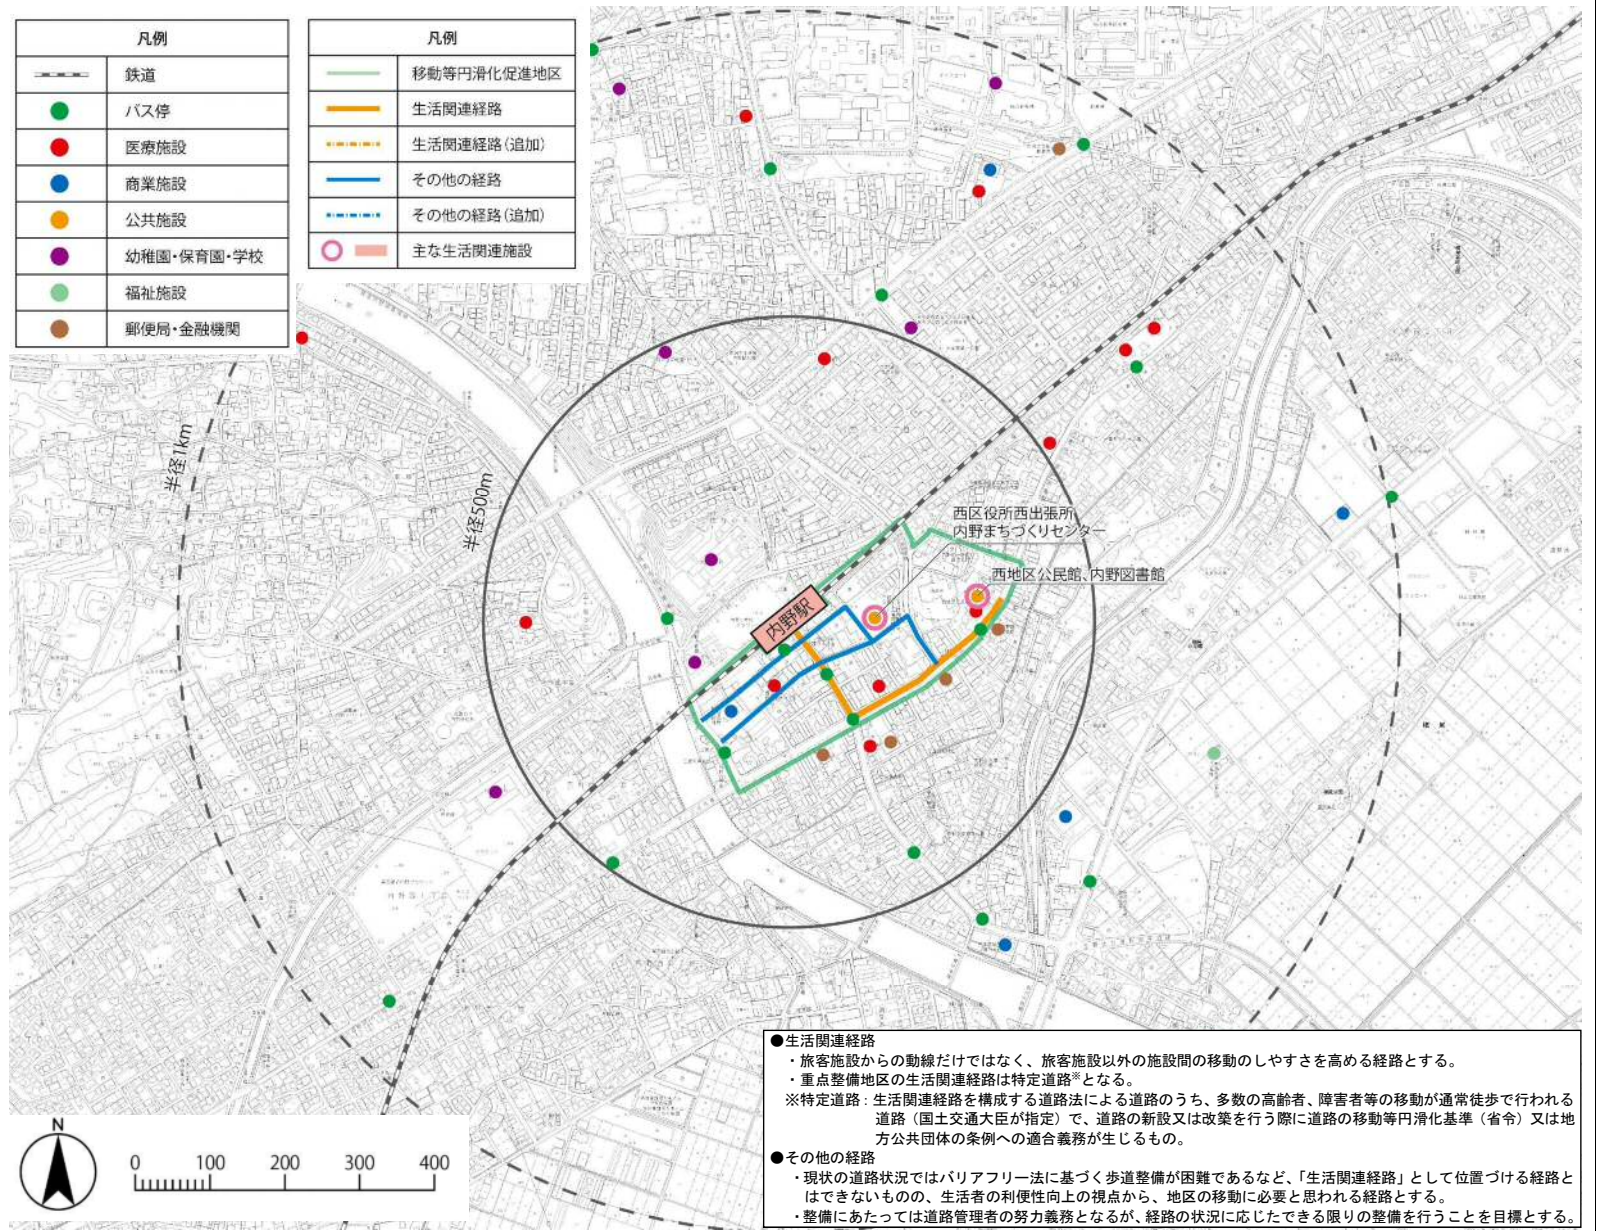 凡例
鉄道
バス停
医療施設
商業施設
公共施設
幼稚園・保育園・学校
福祉施設
郵便局・金融機関
凡例
移動等円滑化促進地区
生活関連経路
生活関連経路(追加)
その他の経路
その他の経路(追加)
主な生活関連施設
半径1km
半径500m
西区役所西出張所
内野まちづくりセンター
西地区公民館、内野図書館
内野駅
N
0 100 200 300 400
●生活関連経路
・旅客施設からの動線だけではなく、旅客施設以外の施設間の移動のしやすさを高める経路とする。
・重点整備地区の生活関連経路は特定道路※となる。
※特定道路：生活関連経路を構成する道路法による道路のうち、多数の高齢者、障害者等の移動が通常徒歩で行われる
道路（国土交通大臣が指定）で、道路の新設又は改築を行う際に道路の移動等円滑化基準（省令）又は地
方公共団体の条例への適合義務が生じるもの。
●その他の経路
・現状の道路状況ではバリアフリー法に基づく歩道整備が困難であるなど、「生活関連経路」として位置づける経路と
はできないものの、生活者の利便性向上の視点から、地区の移動に必要と思われる経路とする。
・整備にあたっては道路管理者の努力義務となるが、経路の状況に応じたできる限りの整備を行うことを目標とする。